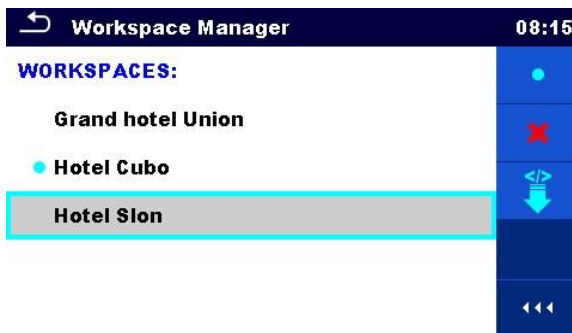 Workspace Manager
08:15
WORKSPACES:
Grand hotel Union
Hotel Cubo
Hotel Slon
</>